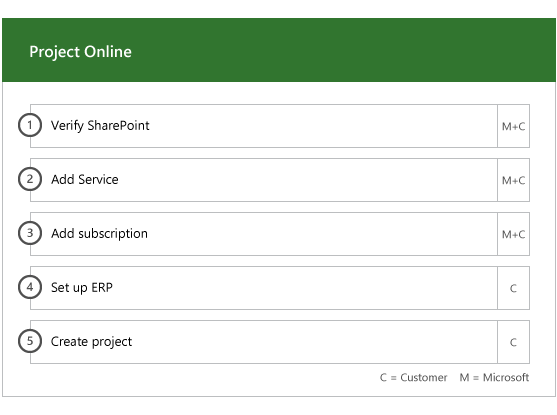 Project Online
1 Verify SharePoint M+C
2 Add Service M+C
3 Add subscription M+C
4 Set up ERP C
5 Create project C
C = Customer M = Microsoft